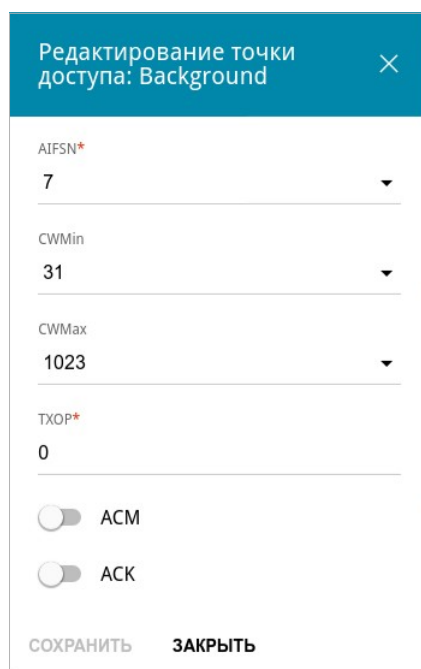 Редактирование точки
доступа: Background
AIFSN*
7
CWMin
31
CWMax
1023
TXOP*
0
ACM
ACK
СОХРАНИТЬ ЗАКРЫТЬ